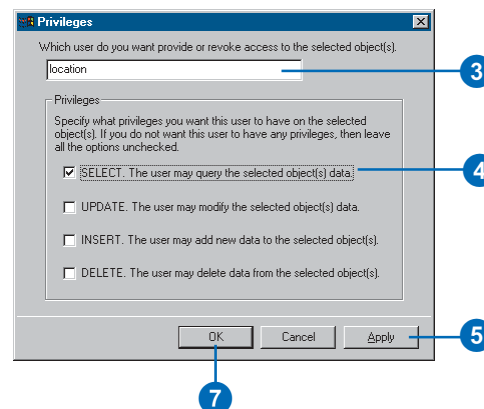 Privileges
Which user do you want provide or revoke access to the selected object(s).
location
3
Privileges
Specify what privileges you want this user to have on the selected
object(s). If you do not want this user to have any privileges, then leave
all the options unchecked.
SELECT. The user may query the selected object(s) data.
4
UPDATE. The user may modify the selected object(s) data.
INSERT. The user may add new data to the selected object(s).
DELETE. The user may delete data from the selected object(s).
OK
Cancel
Apply
5
7